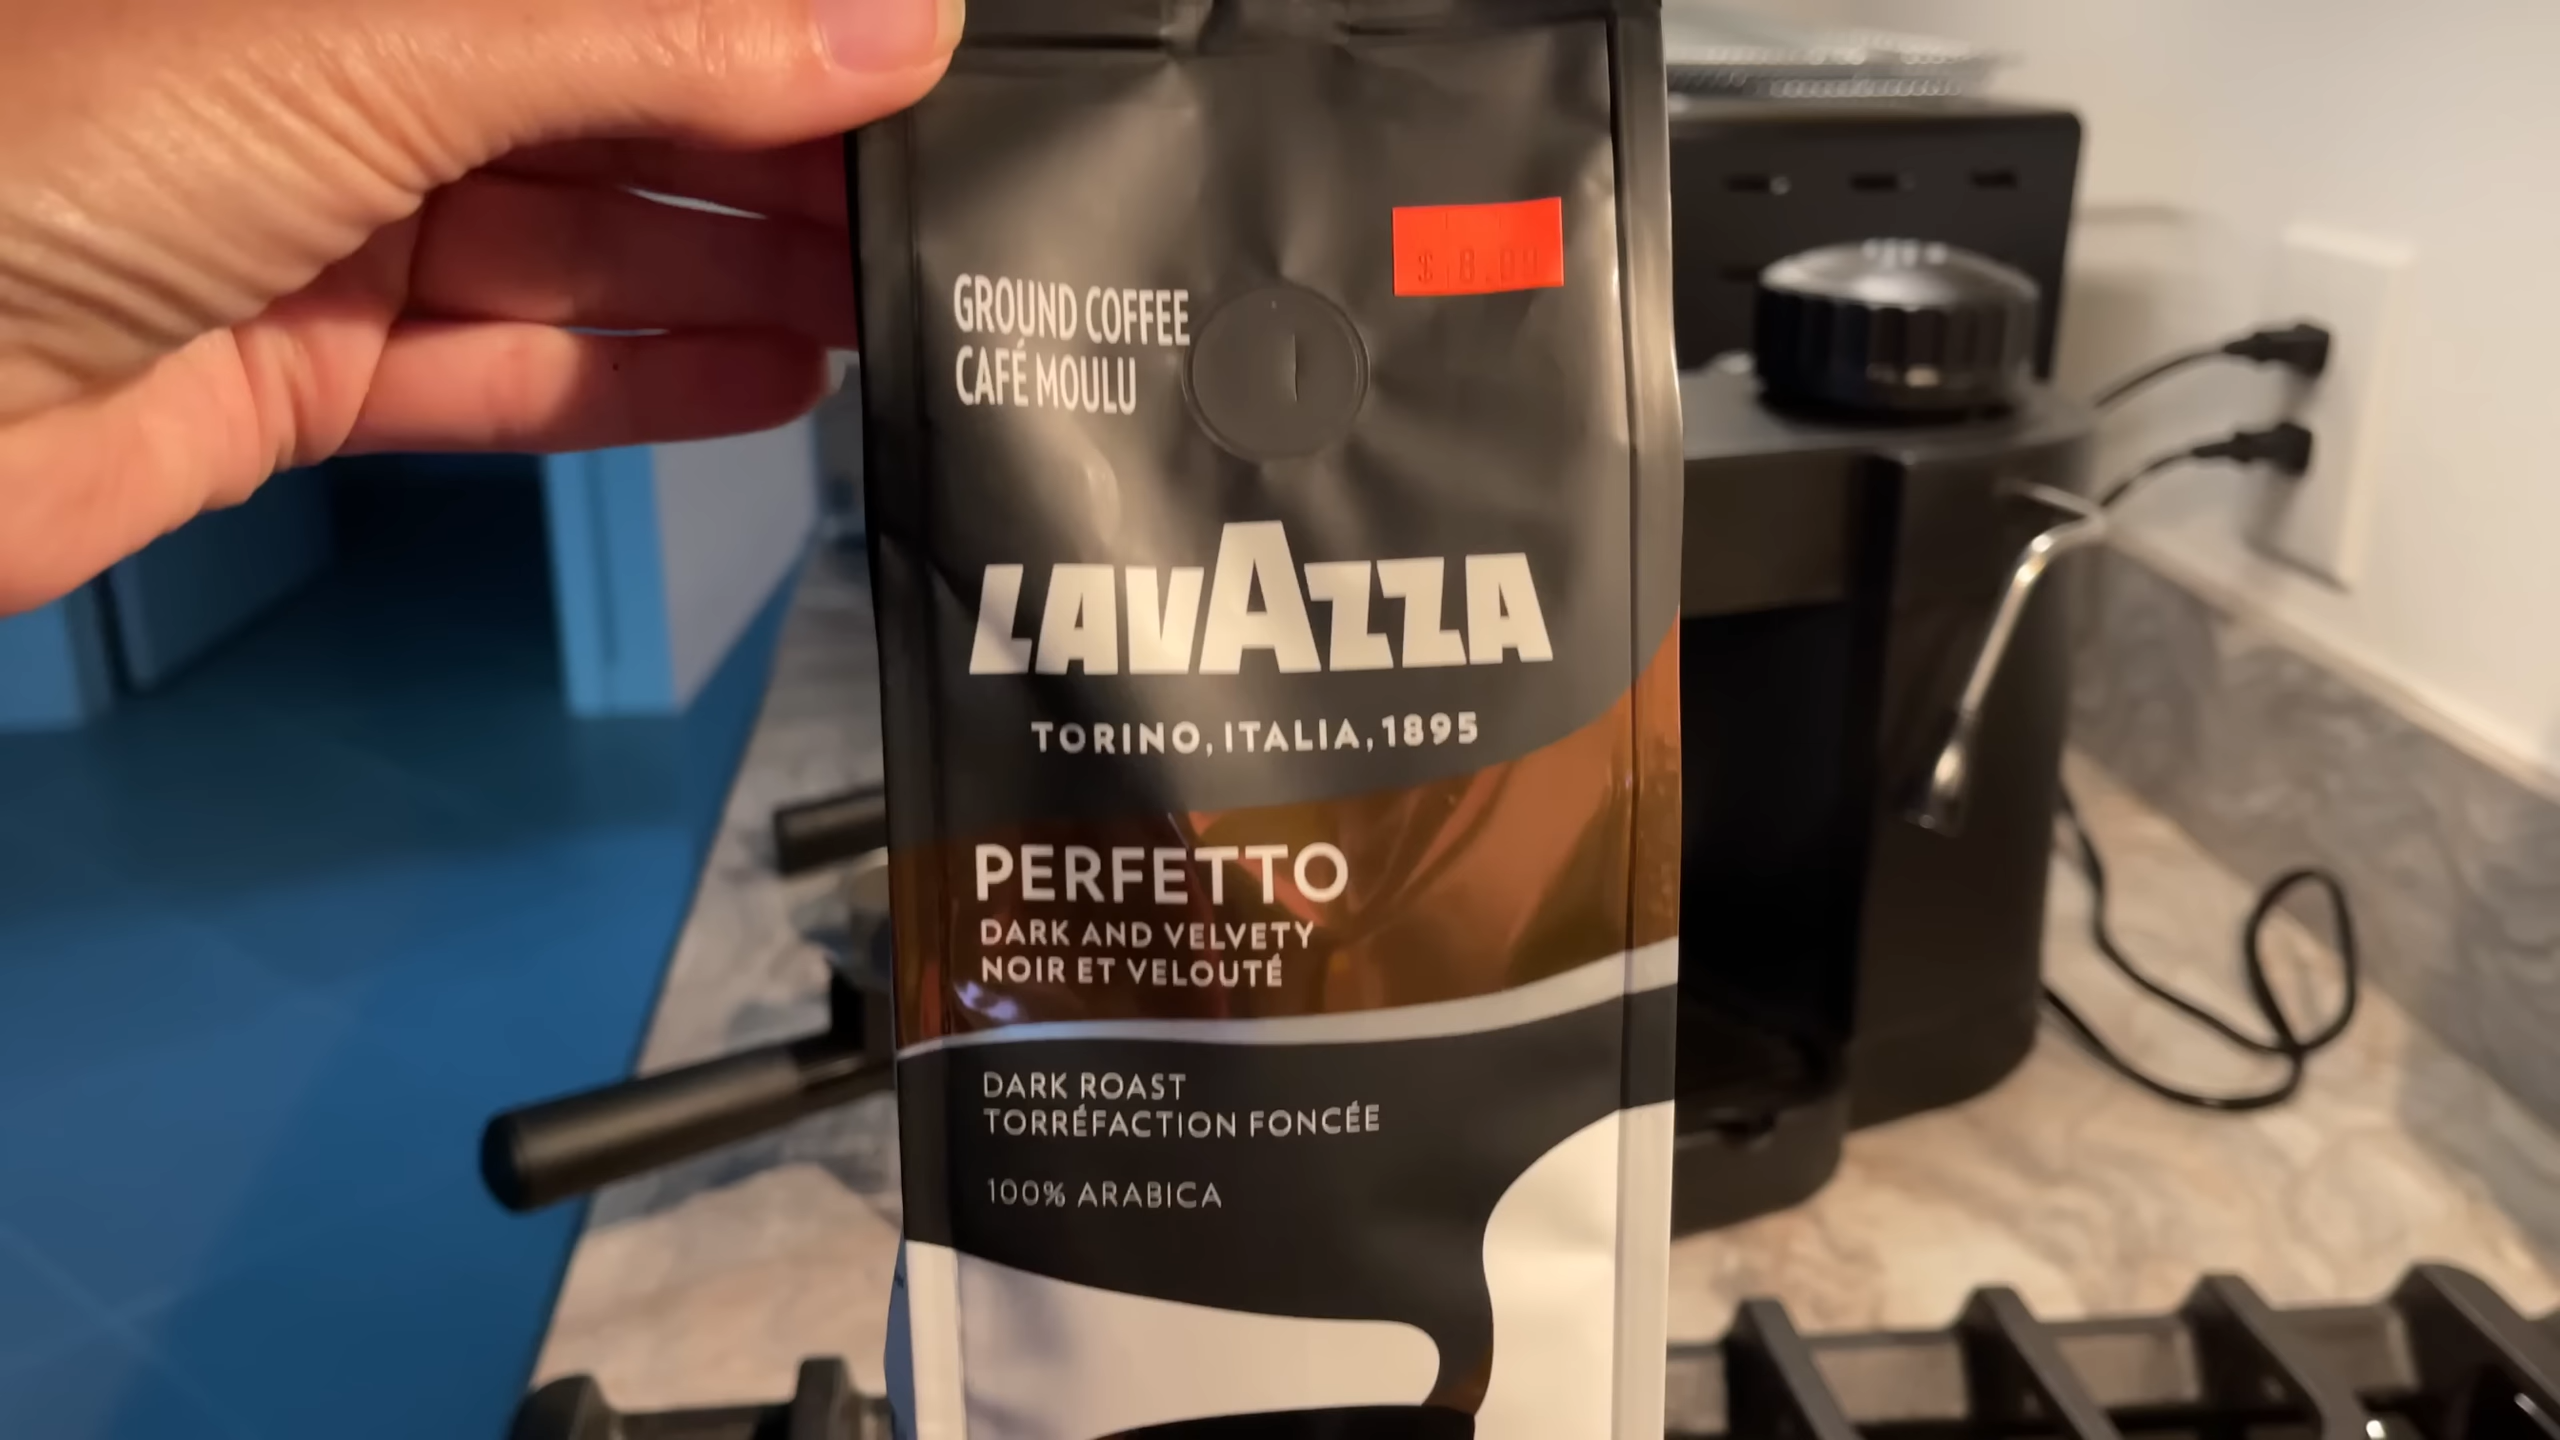 GROUND COFFEE
CAFÉ MOULU
LAVAZZA
TORINO, ITALIA, 1895
PERFETTO
DARK AND VELVETY
NOIR ET VELOUTÉ
DARK ROAST
TORRÉFACTION FONCÉE
100% ARABICA